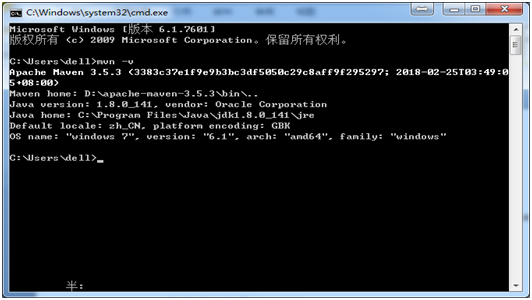 C:\Windows\system32\cmd.exe
Microsoft Windows [版本 6.1.7601]
版权所有 (c) 2009 Microsoft Corporation。保留所有权利。
C:\Users\dell>mvn -v
Apache Maven 3.5.3 (3383c37e1f9e9b3bc3df5050c29c8aff9f295297; 2018-02-25T03:49:0
5+08:00)
Maven home: D:\apache-maven-3.5.3\bin\..
Java version: 1.8.0_141, vendor: Oracle Corporation
Java home: C:\Program Files\Java\jdk1.8.0_141\jre
Default locale: zh_CN, platform encoding: GBK
OS name: "windows 7", version: "6.1", arch: "amd64", family: "windows"
C:\Users\dell>_
半: